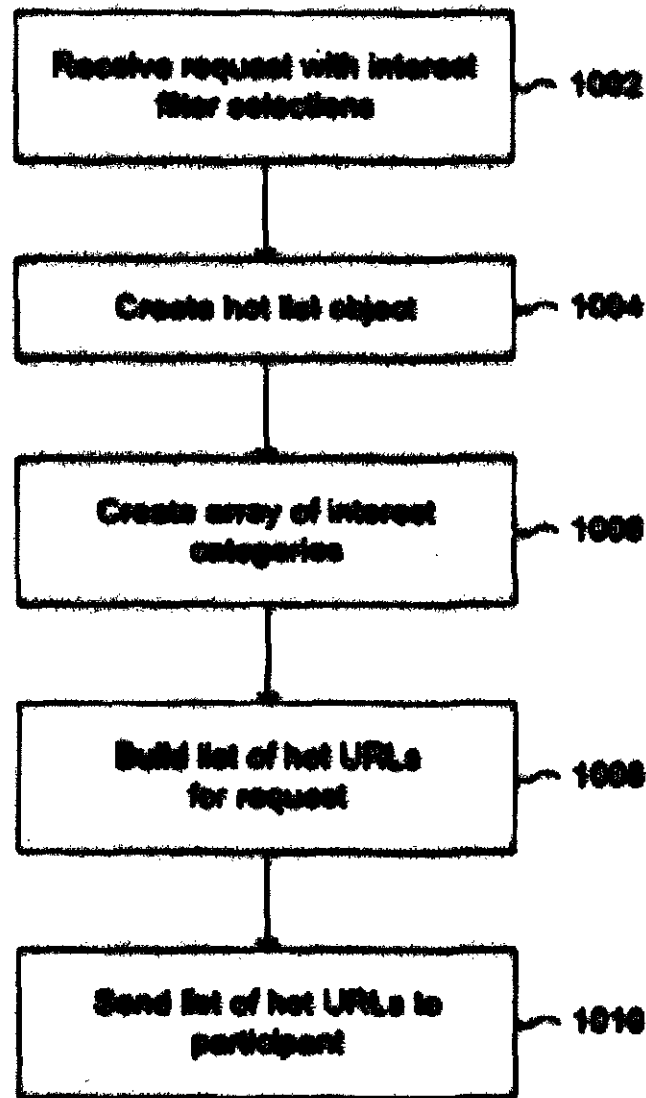 Receive request with interest
filter selections
1002
Create hot list object
1004
Create array of interest
categories
1006
Build list of hot URLs
for request
1008
Send list of hot URLs to
participant
1010